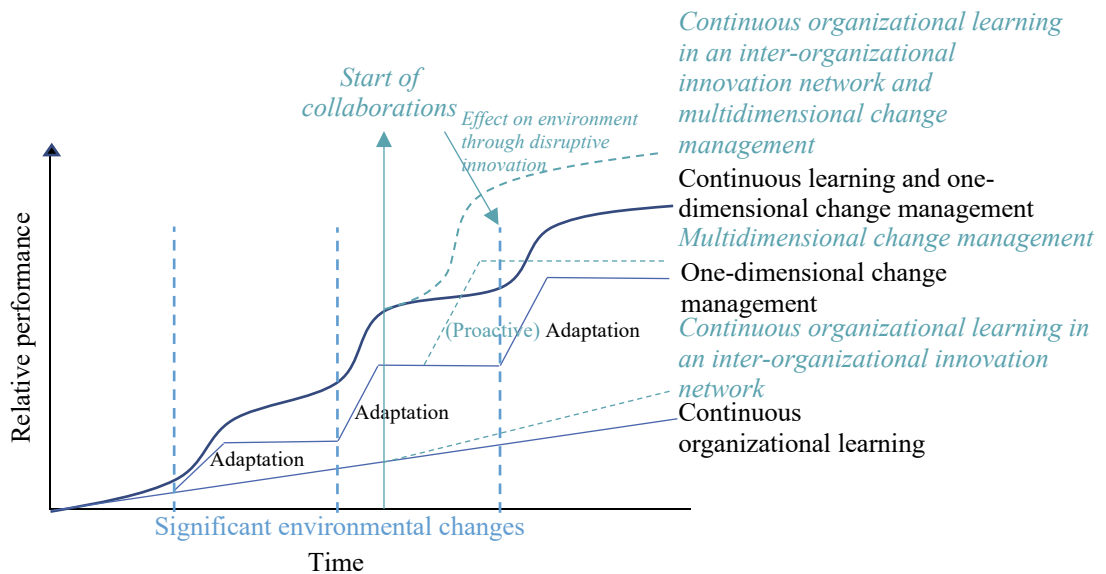 Continuous organizational learning
in an inter-organizational
innovation network and
multidimensional change
management
Start of
collaborations
Effect on environment
through disruptive
innovation
Continuous learning and one-
dimensional change management
Multidimensional change management
One-dimensional change
management
(Proactive) Adaptation
Continuous organizational learning in
an inter-organizational innovation
network
Continuous
organizational learning
Adaptation
Adaptation
Relative performance
Significant environmental changes
Time